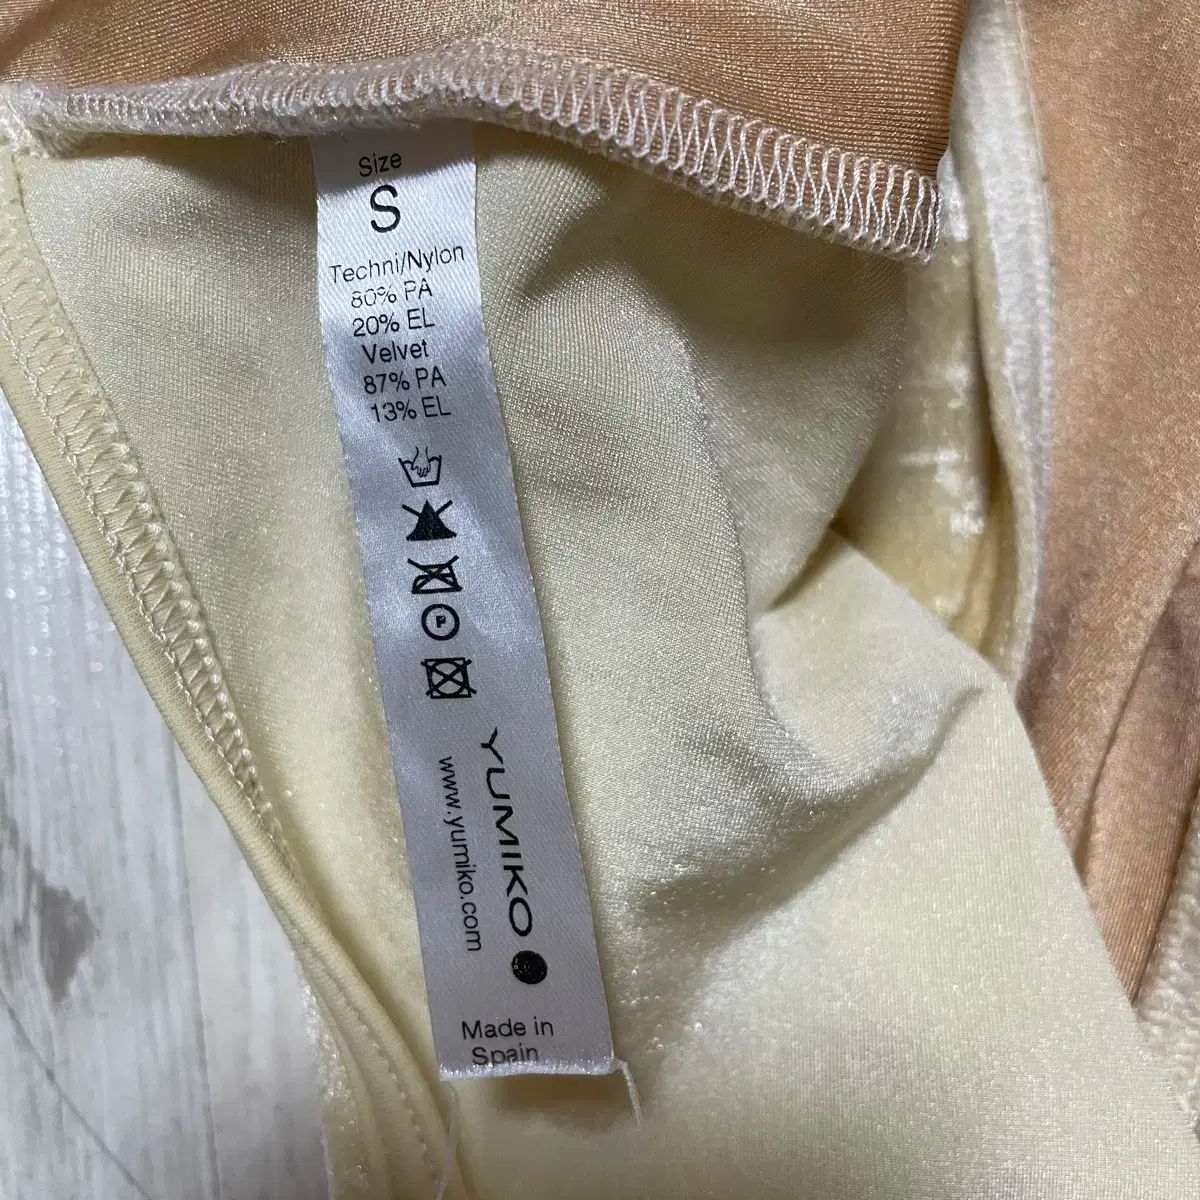 Size
S
Techni/Nylon
80% PA
20% EL
Velvet
87% PA
13% EL
P
YUMIKO
www.yumiko.com
Made in
Spain